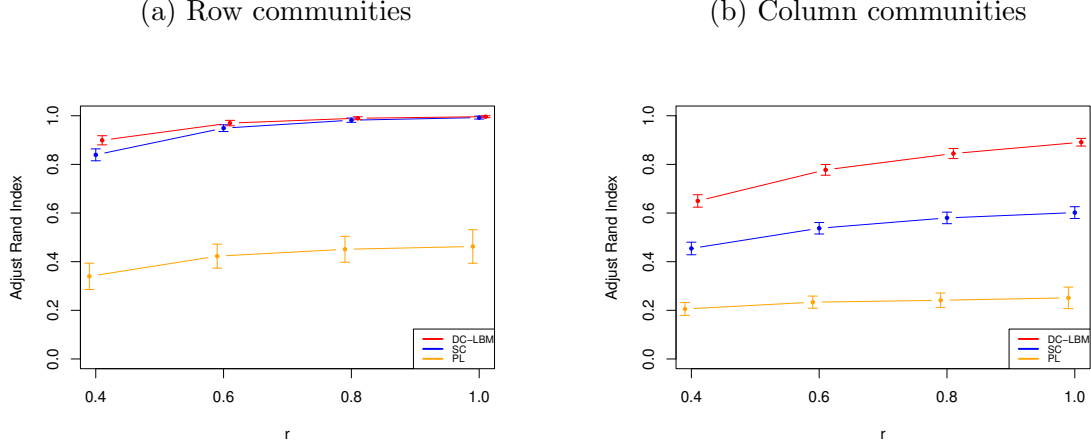 (a) Row communities
(b) Column communities
Adjust Rand Index
1.0
0.8
0.6
0.4
0.2
0.0
DC−LBM
SC
PL
0.4 0.6 0.8 1.0
r
Adjust Rand Index
1.0
0.8
0.6
0.4
0.2
0.0
DC−LBM
SC
PL
0.4 0.6 0.8 1.0
r